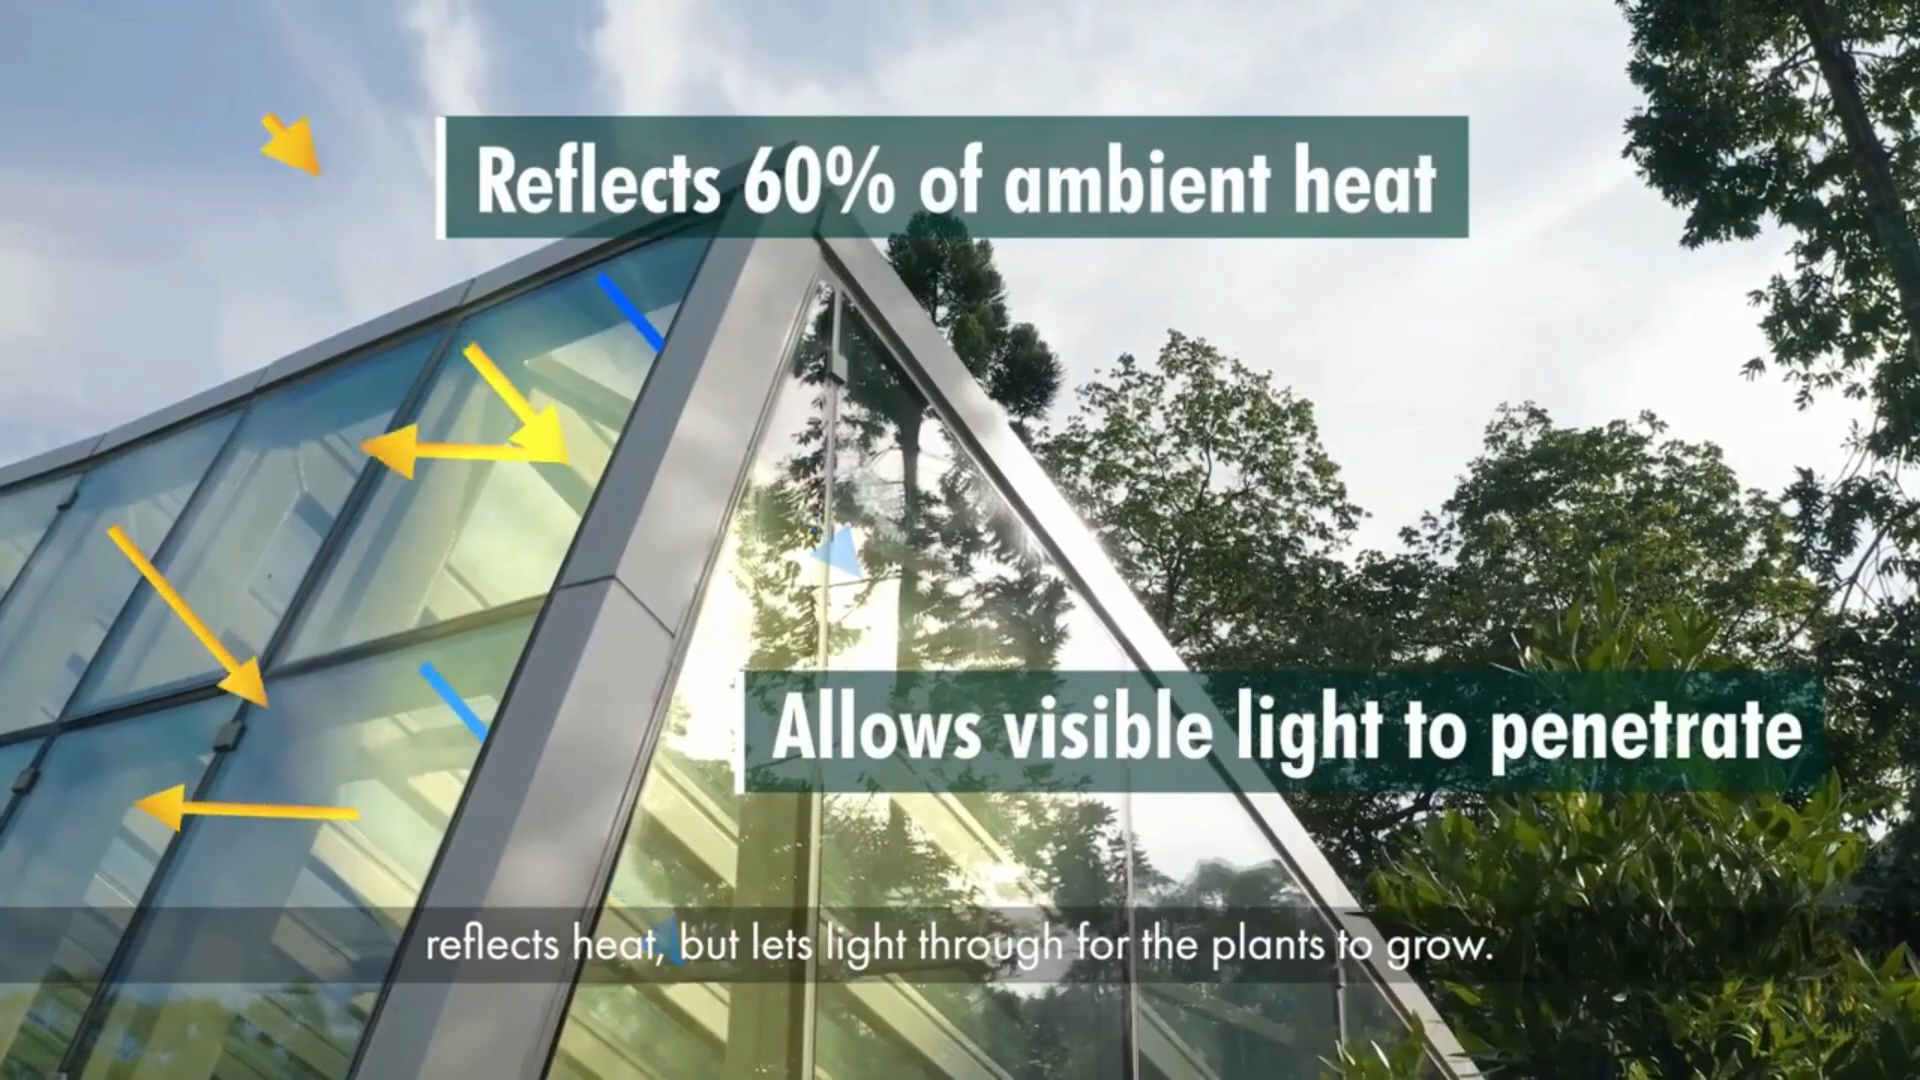 Reflects 60% of ambient heat
Allows visible light to penetrate
reflects heat, but lets light through for the plants to grow.